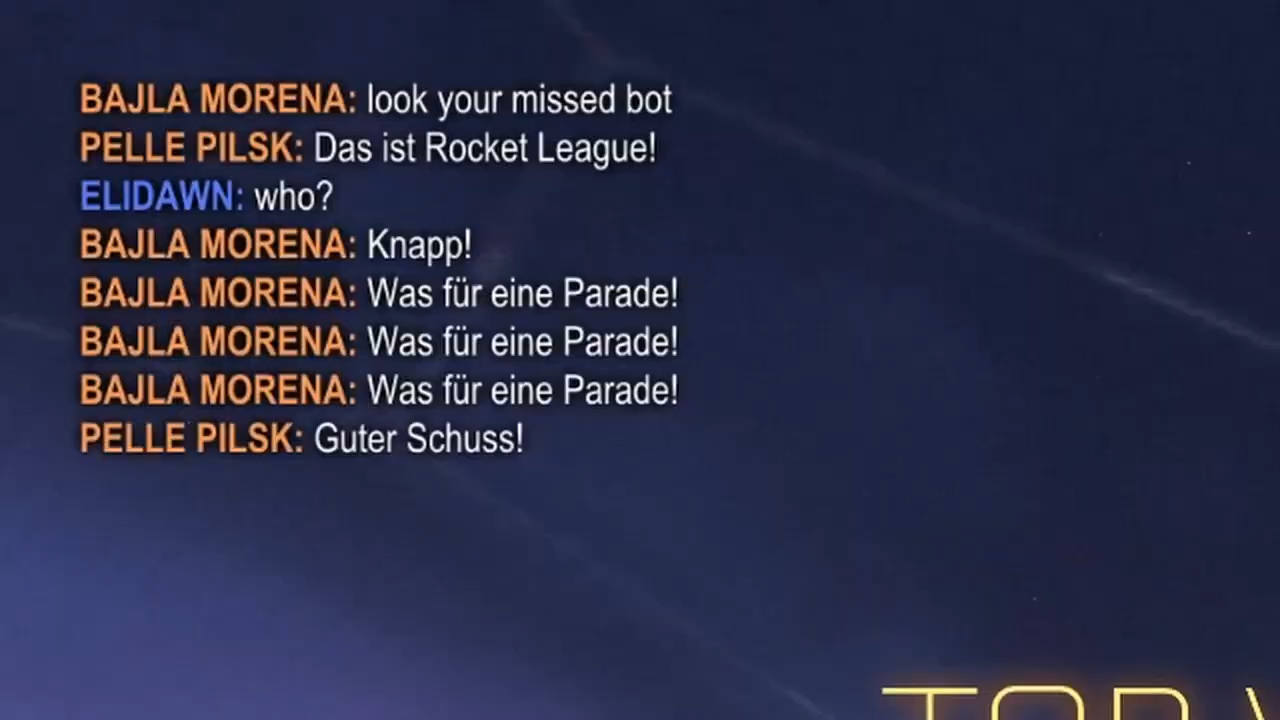 BAJLA MORENA: look your missed bot
PELLE PILSK: Das ist Rocket League!
ELIDAWN: who?
BAJLA MORENA: Knapp!
BAJLA MORENA: Was für eine Parade!
BAJLA MORENA: Was für eine Parade!
BAJLA MORENA: Was für eine Parade!
PELLE PILSK: Guter Schuss!